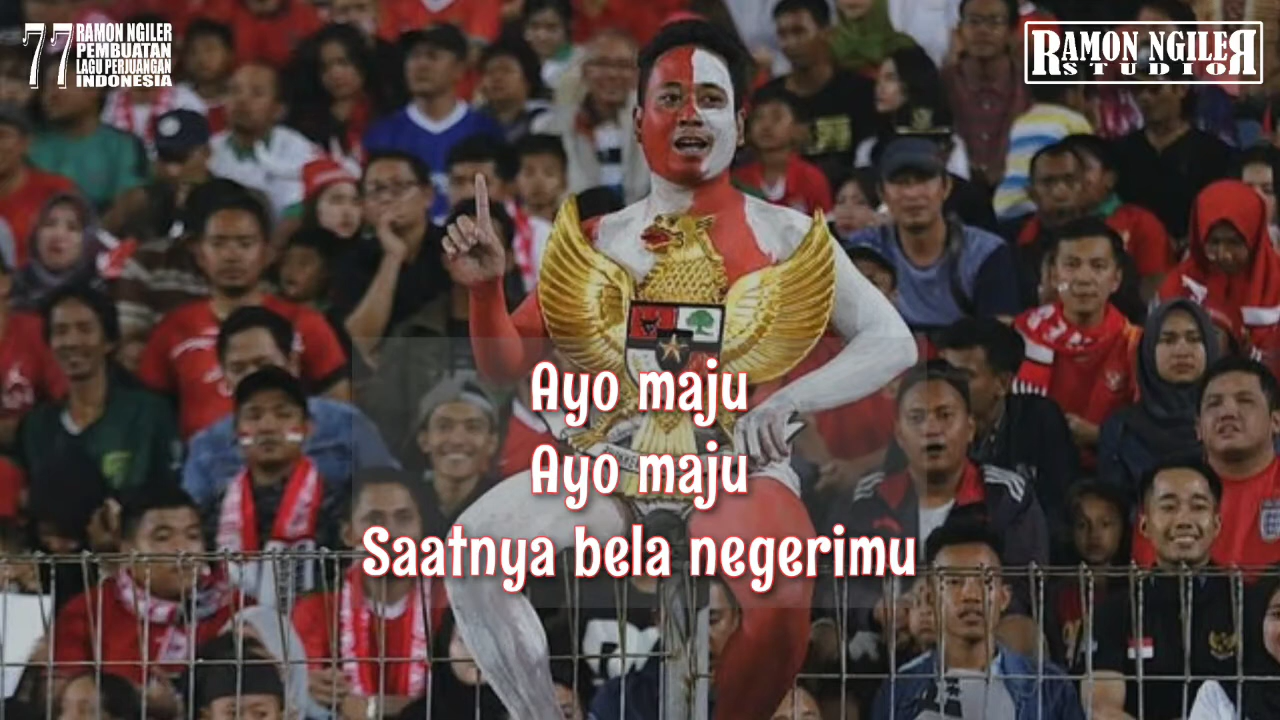 77
RAMON NGILER
PEMBUATAN
LAGU PERJUANGAN
INDONESIA
RAMON NGILER
STUDIO
Ayo maju
Ayo maju
Saatnya bela negerimu